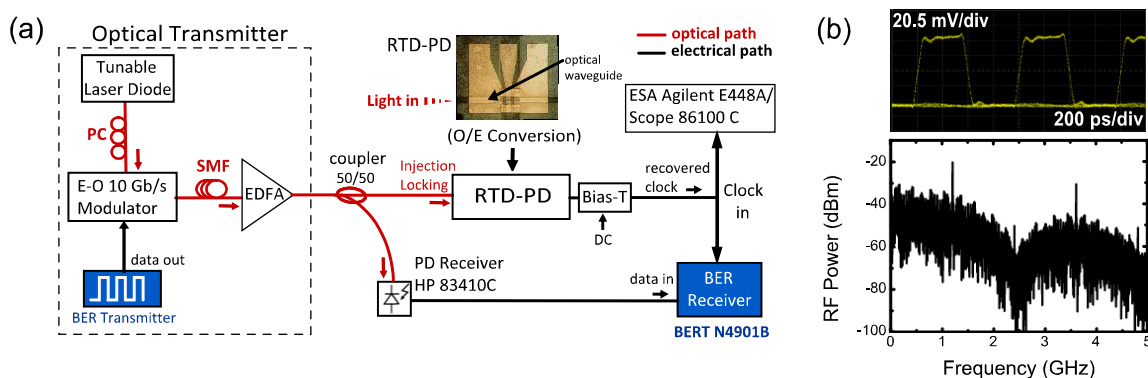 (a)
Optical Transmitter
Tunable
Laser Diode
PC
E-O 10 Gb/s
Modulator
SMF
EDFA
data out
BER Transmitter
coupler
50/50
RTD-PD
optical
waveguide
Light in
(O/E Conversion)
Injection
Locking
RTD-PD
Bias-T
DC
optical path
electrical path
ESA Agilent E448A/
Scope 86100 C
recovered
clock
Clock
in
PD Receiver
HP 83410C
data in
BER
Receiver
BERT N4901B
(b)
20.5 mV/div
200 ps/div
RF Power (dBm)
-20
-40
-60
-80
-100
0
1
2
3
4
5
Frequency (GHz)